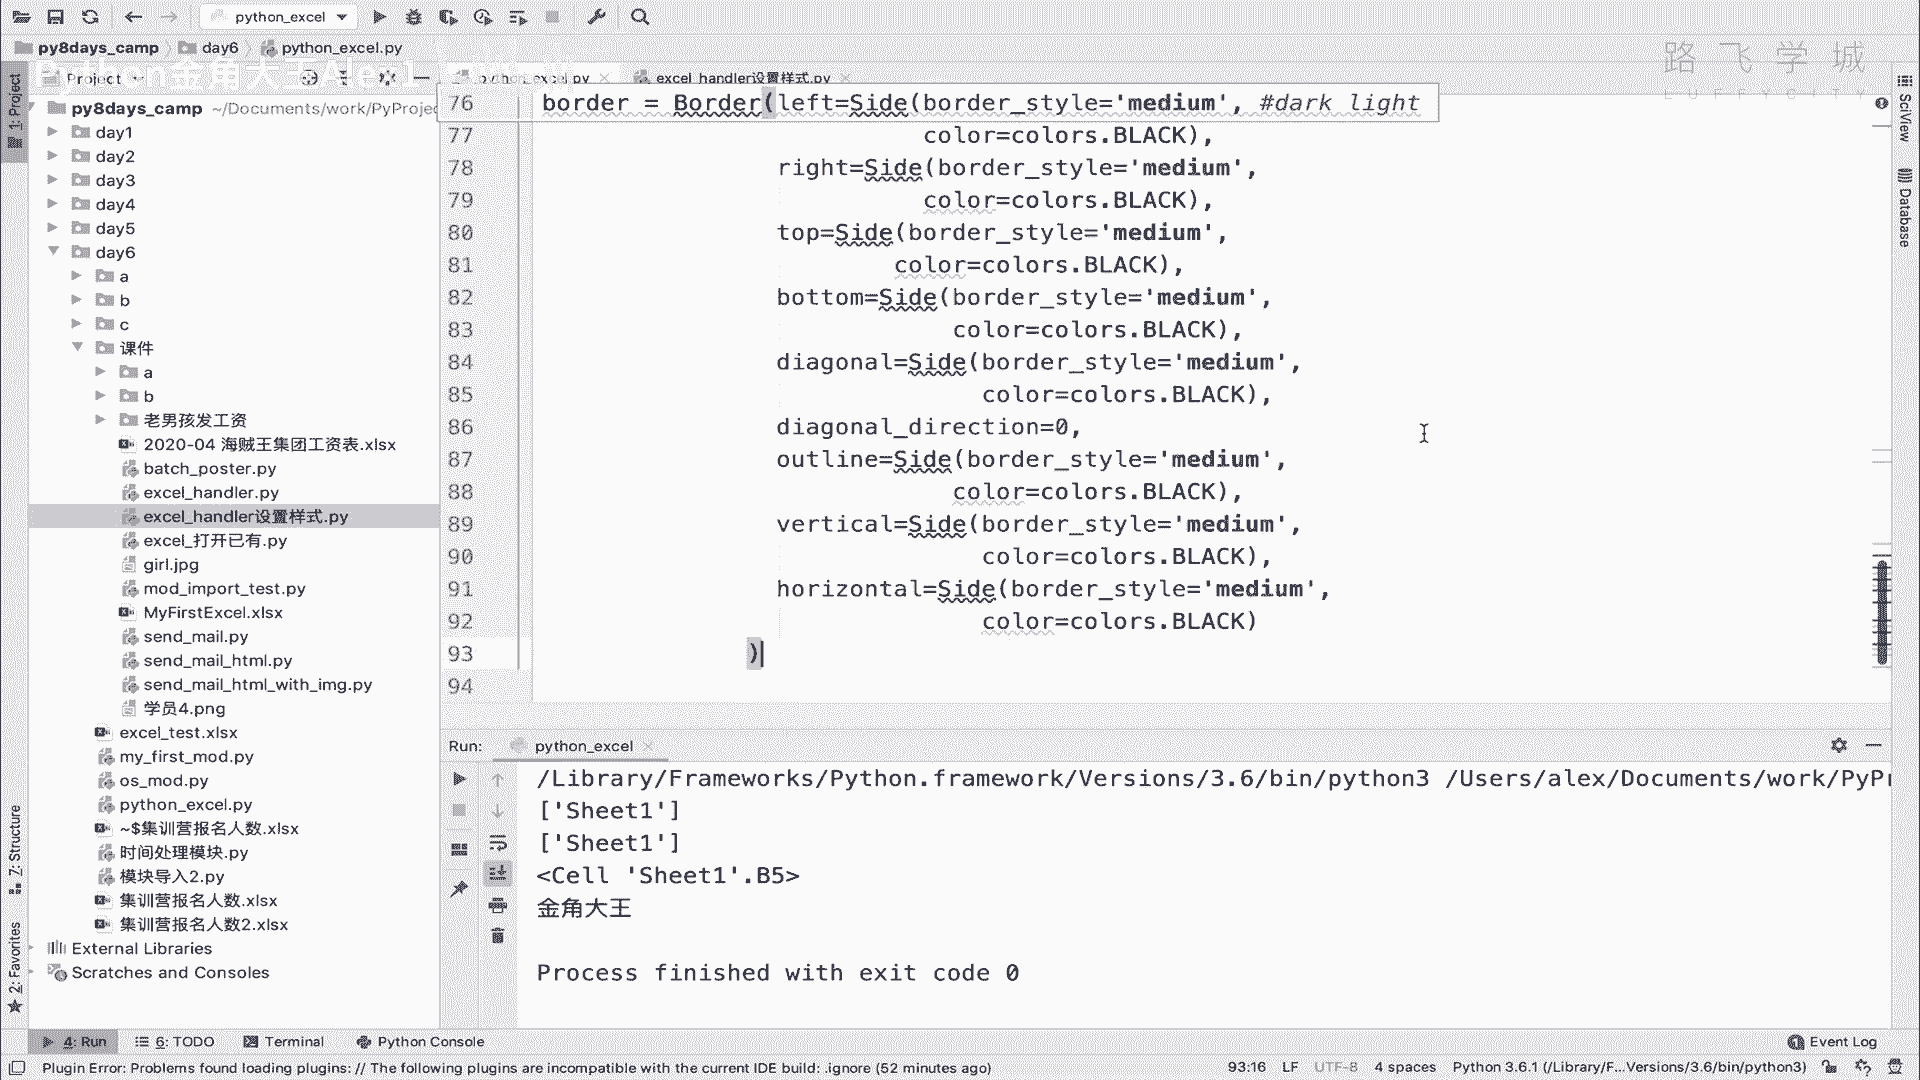 python_excel
py8days_camp
day6
python_excel.py
路飞学城
LUFFYCITY
Python金角大王Alex1
Project
python_excel.py
excel_handler设置样式.py
1: Project
py8days_camp ~/Documents/work/PyProjec
day1
day2
day3
day4
day5
day6
a
b
c
课件
a
b
老男孩发工资
2020-04 海贼王集团工资表.xlsx
batch_poster.py
excel_handler.py
excel_handler设置样式.py
excel_打开已有.py
girl.jpg
mod_import_test.py
MyFirstExcel.xlsx
send_mail.py
send_mail_html.py
send_mail_html_with_img.py
学员4.png
excel_test.xlsx
my_first_mod.py
os_mod.py
python_excel.py
~$集训营报名人数.xlsx
时间处理模块.py
模块导入2.py
集训营报名人数.xlsx
集训营报名人数2.xlsx
External Libraries
Scratches and Consoles
7: Structure
2: Favorites
76 border = Border(left=Side(border_style='medium', #dark light
77 color=colors.BLACK),
78 right=Side(border_style='medium',
79 color=colors.BLACK),
80 top=Side(border_style='medium',
81 color=colors.BLACK),
82 bottom=Side(border_style='medium',
83 color=colors.BLACK),
84 diagonal=Side(border_style='medium',
85 color=colors.BLACK),
86 diagonal_direction=0,
87 outline=Side(border_style='medium',
88 color=colors.BLACK),
89 vertical=Side(border_style='medium',
90 color=colors.BLACK),
91 horizontal=Side(border_style='medium',
92 color=colors.BLACK)
93 )
94
SciView
Database
Run: python_excel
/Library/Frameworks/Python.framework/Versions/3.6/bin/python3 /Users/alex/Documents/work/PyPr
['Sheet1']
['Sheet1']
<Cell 'Sheet1'.B5>
金角大王
Process finished with exit code 0
4: Run
6: TODO
Terminal
Python Console
Event Log
Plugin Error: Problems found loading plugins: // The following plugins are incompatible with the current IDE build: .ignore (52 minutes ago)
93:16 LF UTF-8 4 spaces Python 3.6.1 (/Library/F...Versions/3.6/bin/python3)